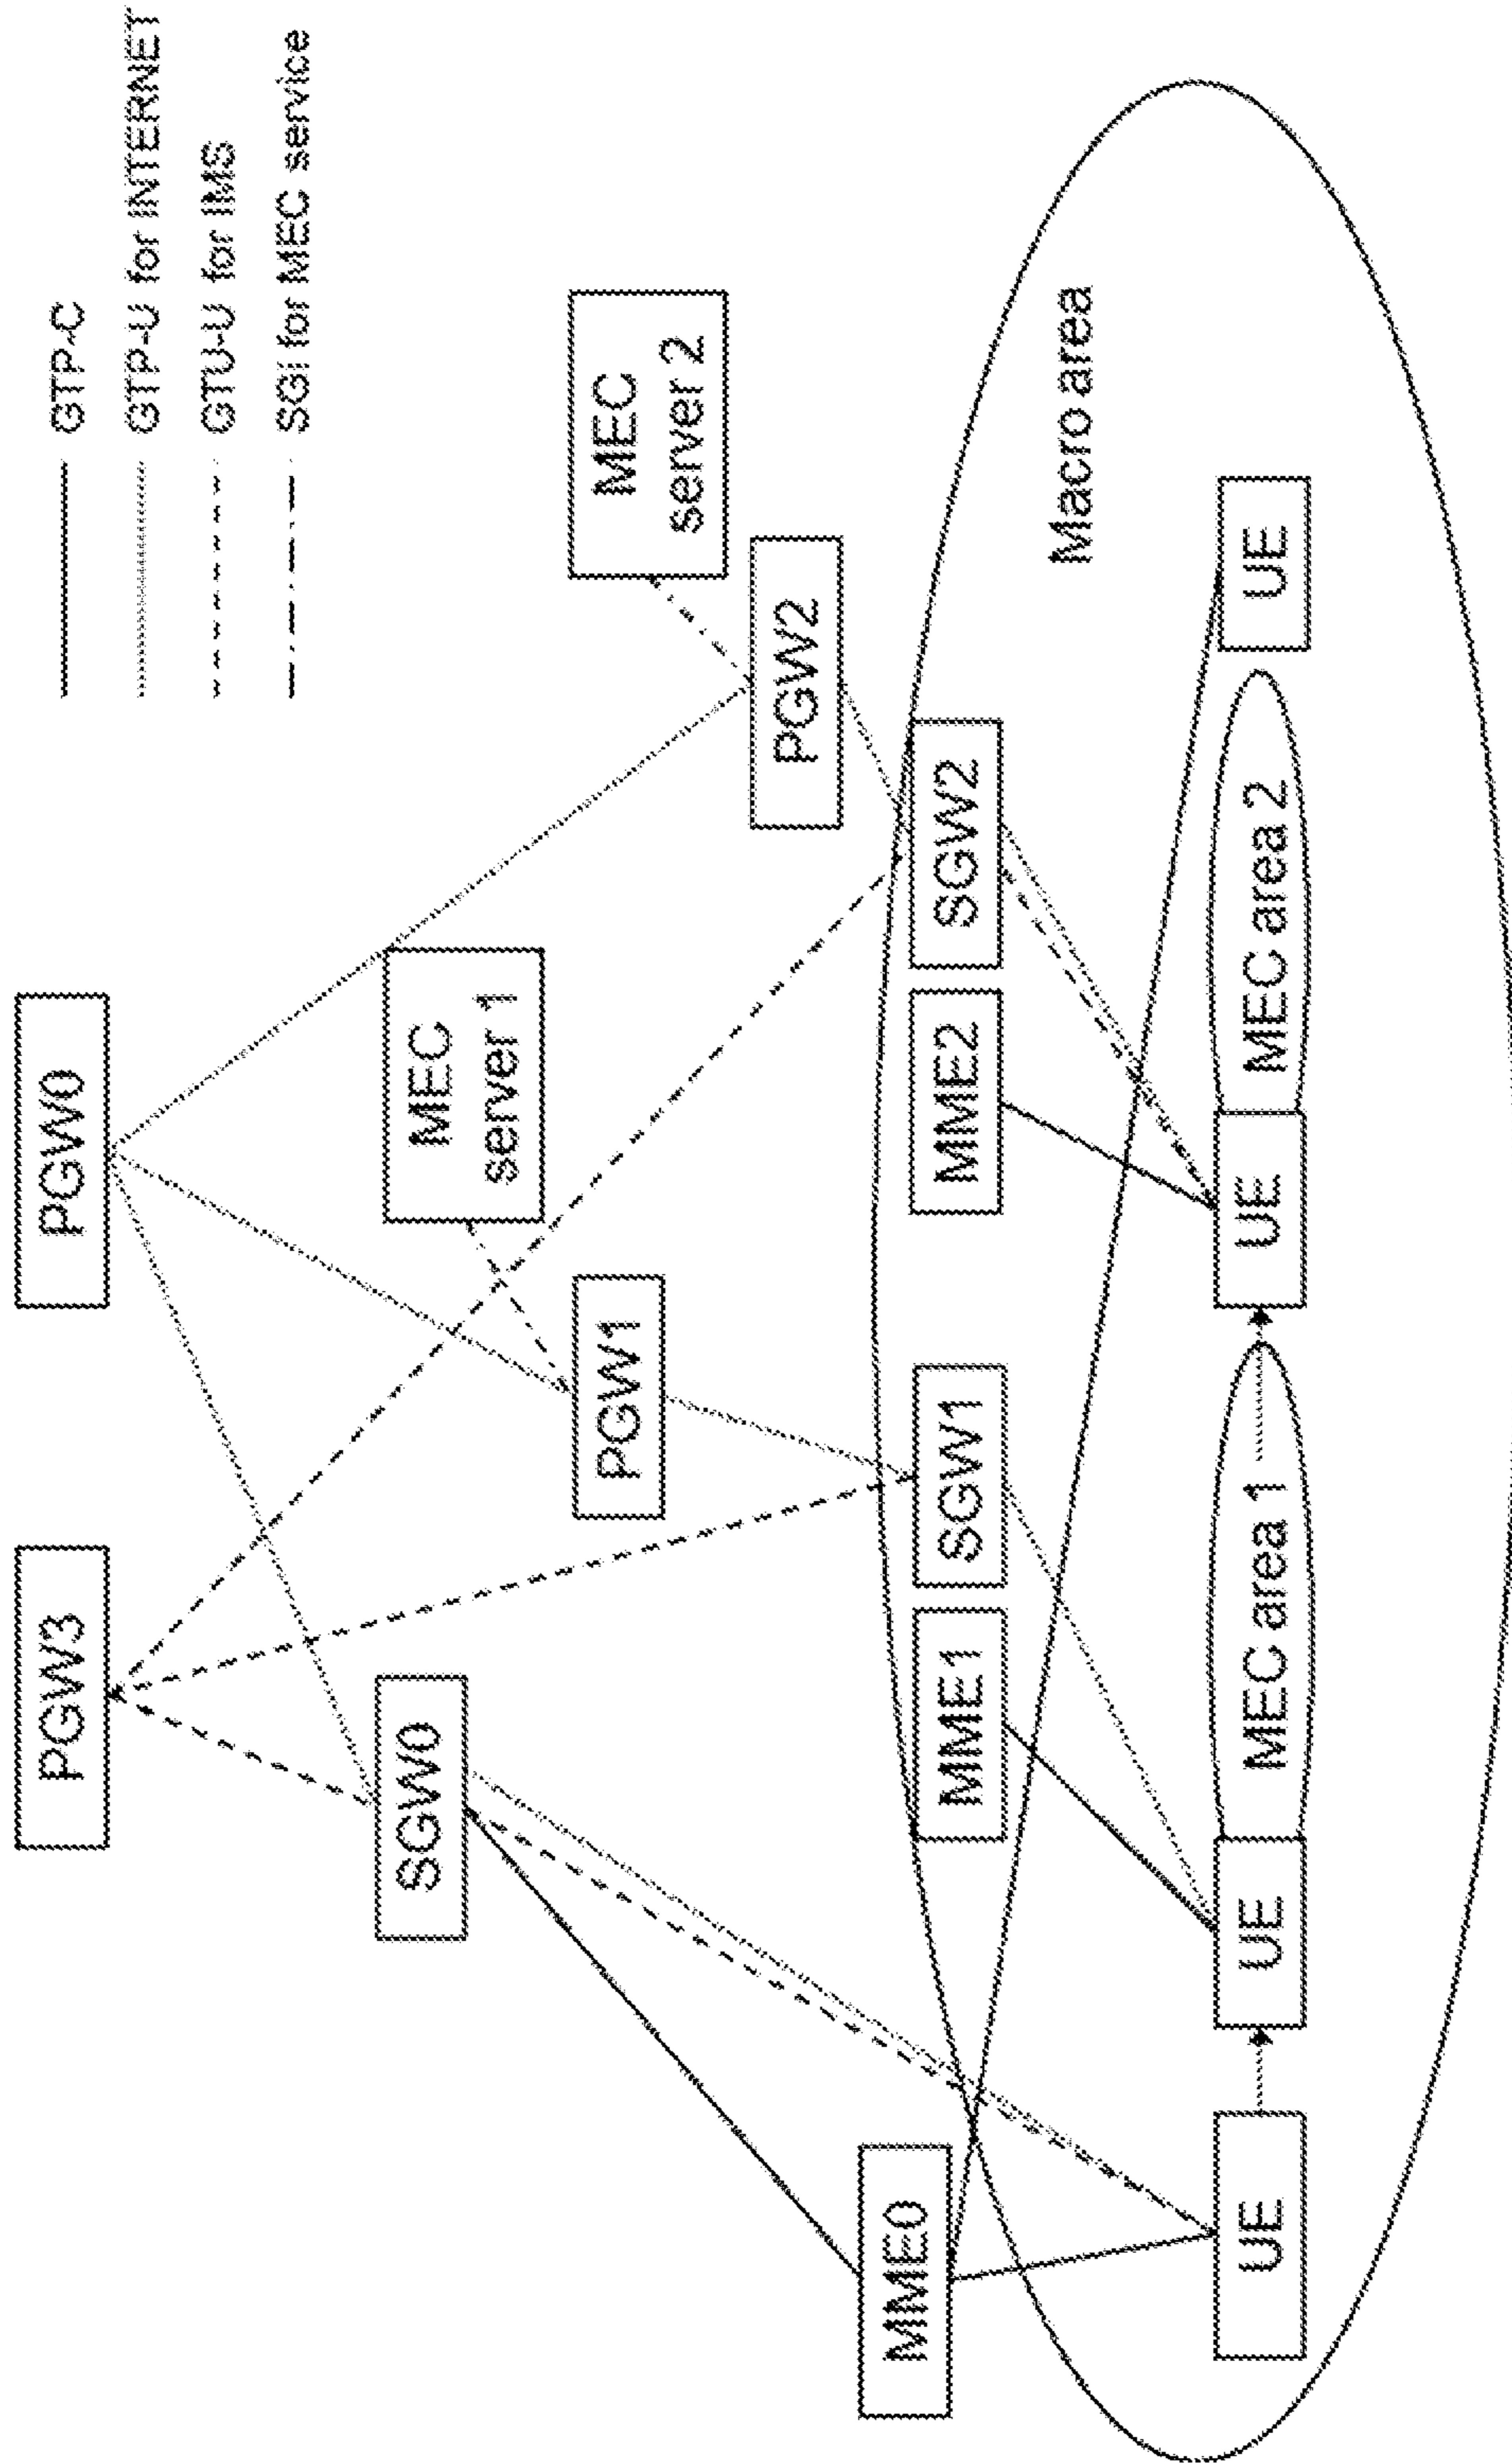 GTP-C
GTP-U for INTERNET
GTU-U for IMS
SGI for MEC service
PGW3
PGW0
SGW0
MEC
server 1
PGW1
MEC
server 2
PGW2
MME0
MME1
SGW1
MME2
SGW2
Macro area
UE
UE
MEC area 1
UE
MEC area 2
UE